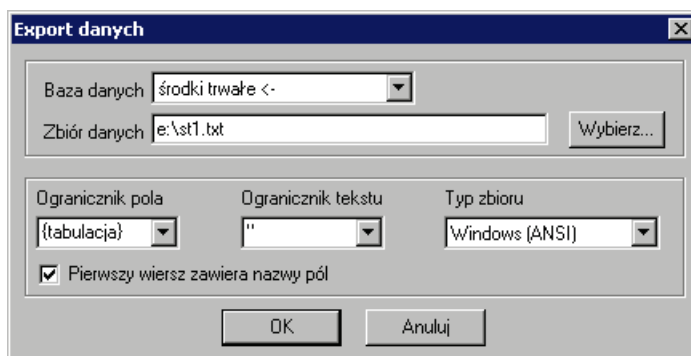 Export danych
Baza danych środki trwałe <-
Zbiór danych e:\st1.txt Wybierz...
Ogranicznik pola Ogranicznik tekstu Typ zbioru
{tabulacja} " Windows (ANSI)
Pierwszy wiersz zawiera nazwy pól
OK Anuluj